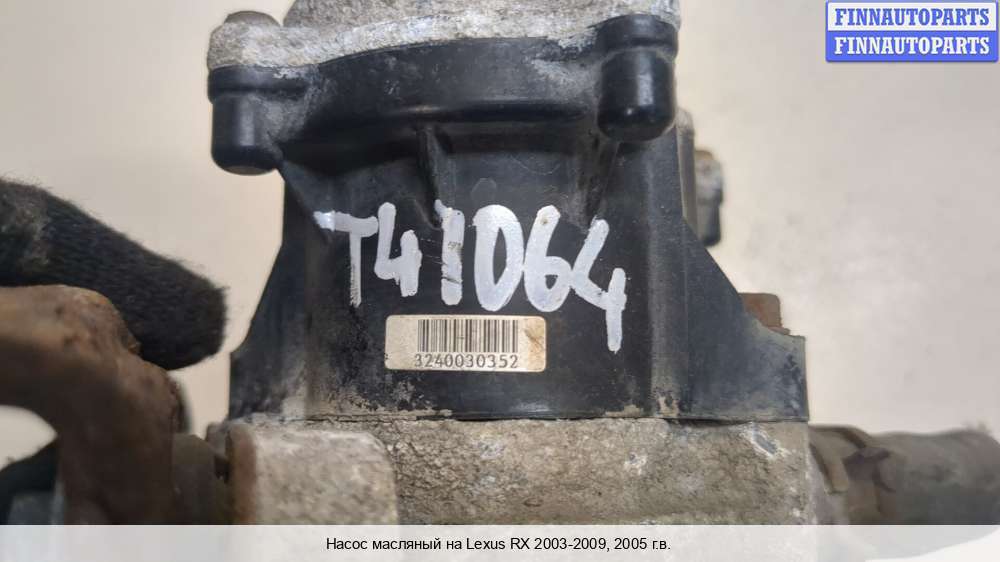 FINNAUTOPARTS
FINNAUTOPARTS
T41064
3240030352
Насос масляный на Lexus RX 2003-2009, 2005 г.в.